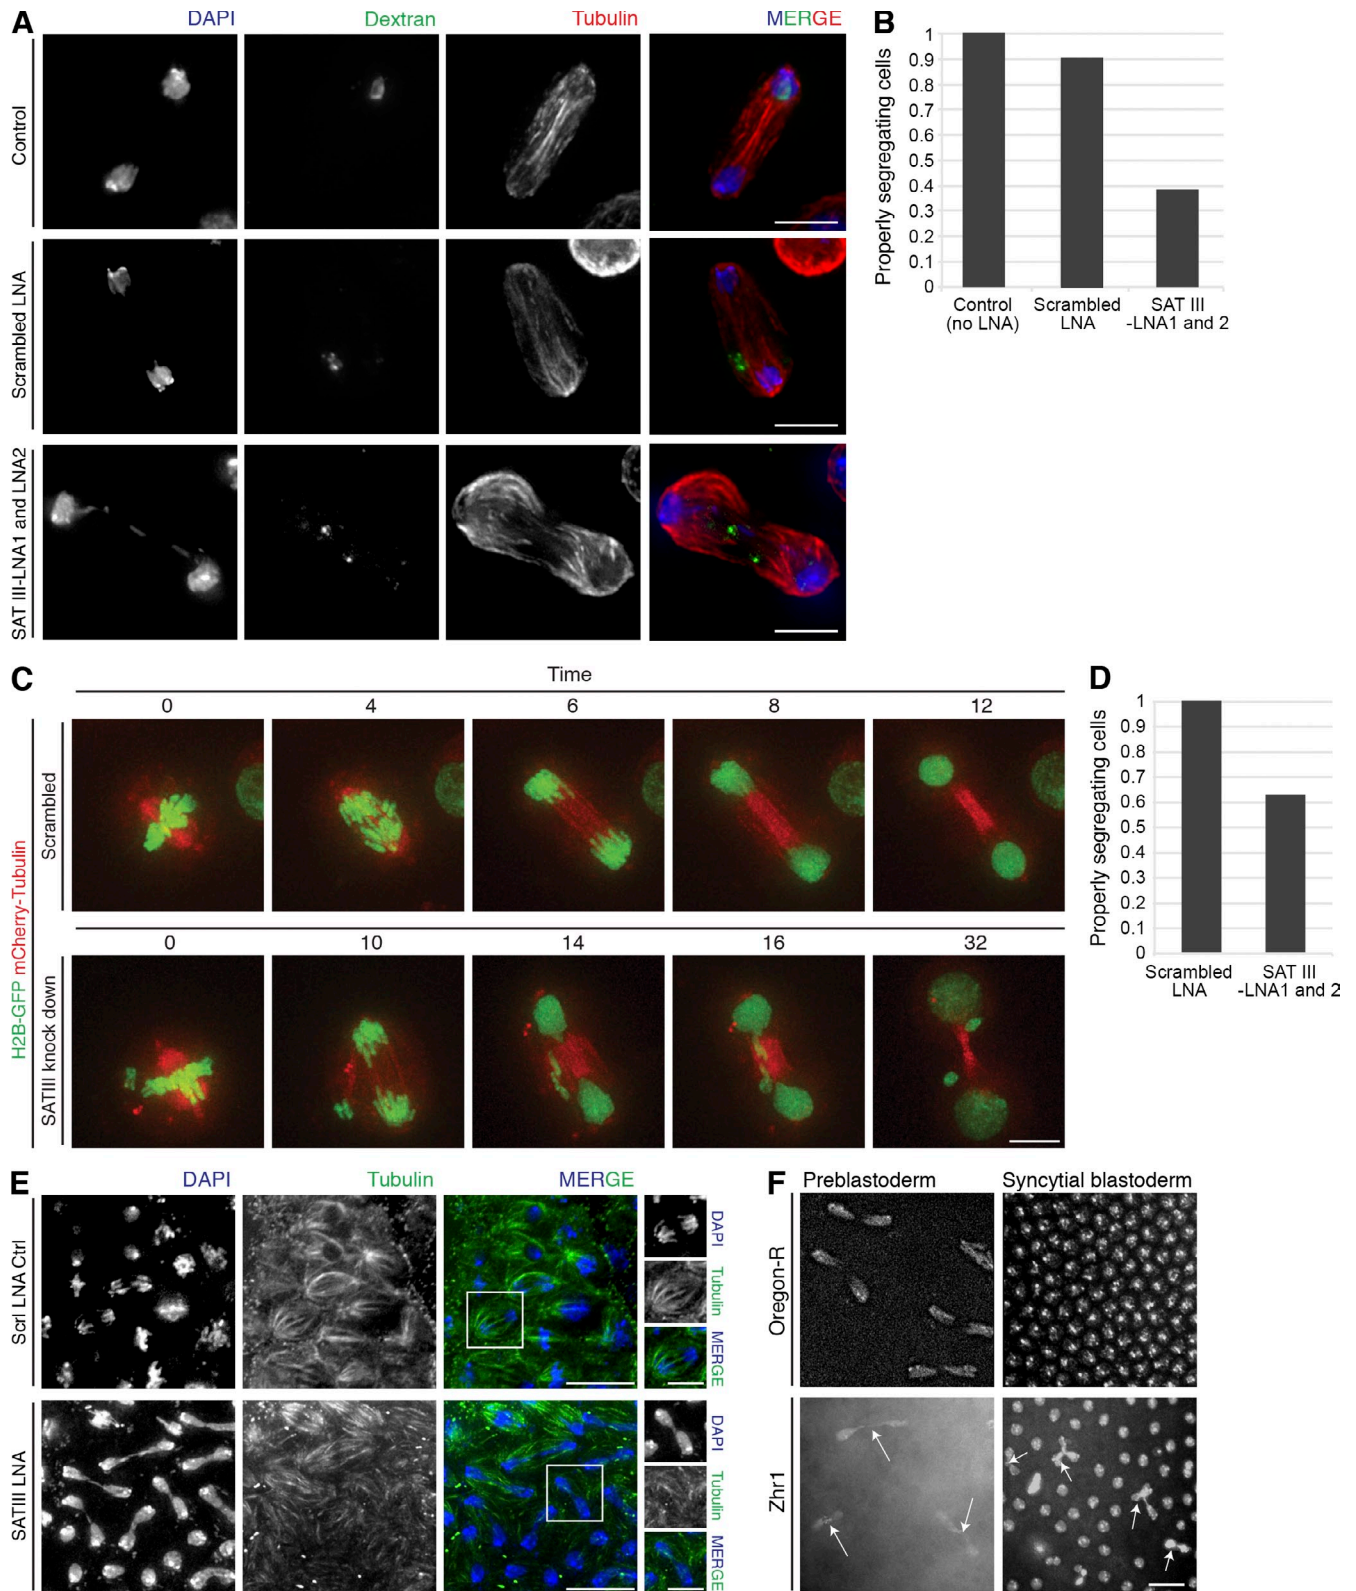 A
DAPI
Dextran
Tubulin
MERGE
Control
Scrambled LNA
SAT III-LNA1 and LNA2
B
Properly segregating cells
1
0.9
0.8
0.7
0.6
0.5
0.4
0.3
0.2
0.1
0
Control
(no LNA)
Scrambled
LNA
SAT III
-LNA1 and 2
C
Time
0
4
6
8
12
H2B-GFP mCherry-Tubulin
Scrambled
0
10
14
16
32
SATIII knock down
D
Properly segregating cells
1
0.9
0.8
0.7
0.6
0.5
0.4
0.3
0.2
0.1
0
Scrambled
LNA
SAT III
-LNA1 and 2
E
DAPI
Tubulin
MERGE
Scrl LNA Ctrl
DAPI
Tubulin
MERGE
SATIII LNA
DAPI
Tubulin
MERGE
F
Preblastoderm
Syncytial blastoderm
Oregon-R
Zhr1